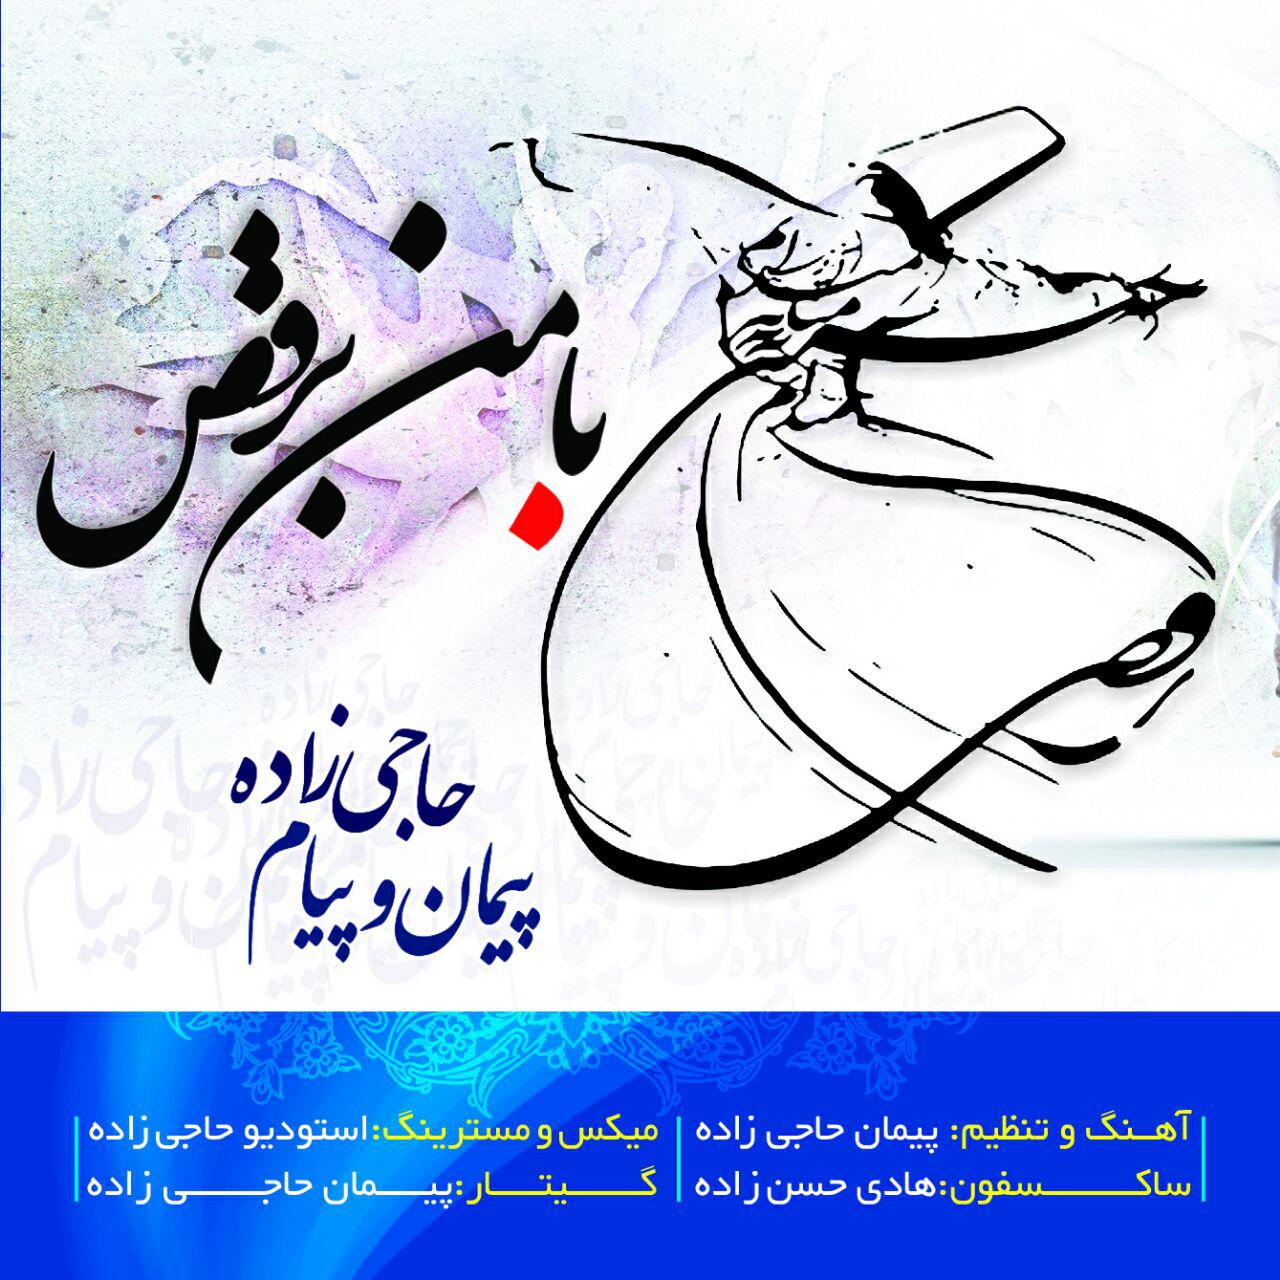 با من برقص
حاجی زاده
پیمان و پیام
آهنگ و تنظیم: پیمان حاجی زاده
میکس و مسترینگ: استودیو حاجی زاده
ساکسفون: هادی حسن زاده
گیتار: پیمان حاجی زاده